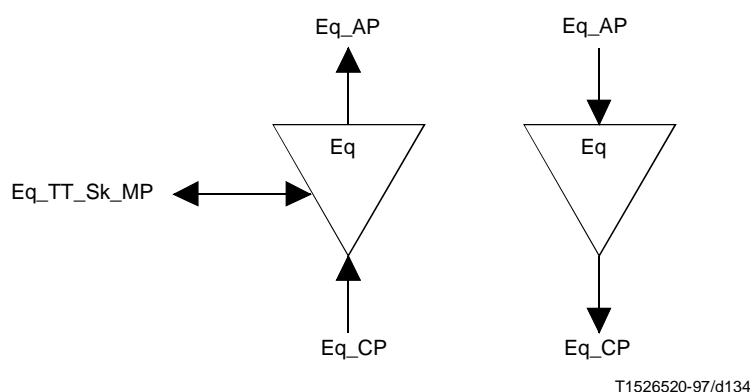 Eq_AP
Eq_AP
Eq
Eq
Eq_TT_Sk_MP
Eq_CP
Eq_CP
T1526520-97/d134